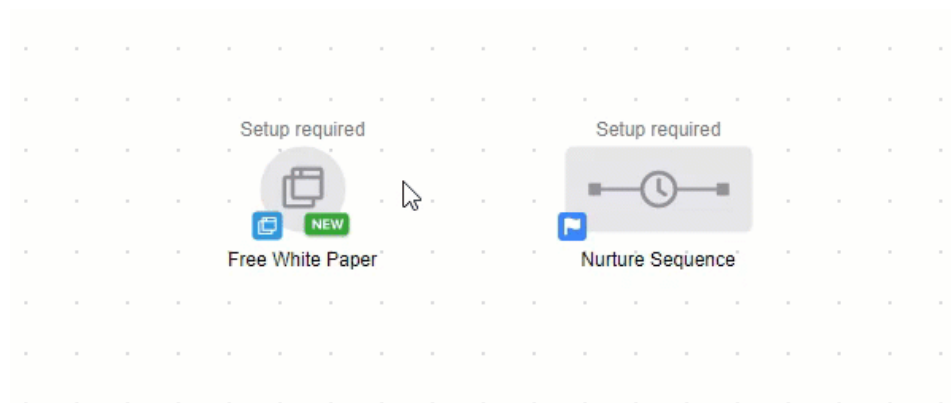 Setup required
Setup required
NEW
Free White Paper
Nurture Sequence